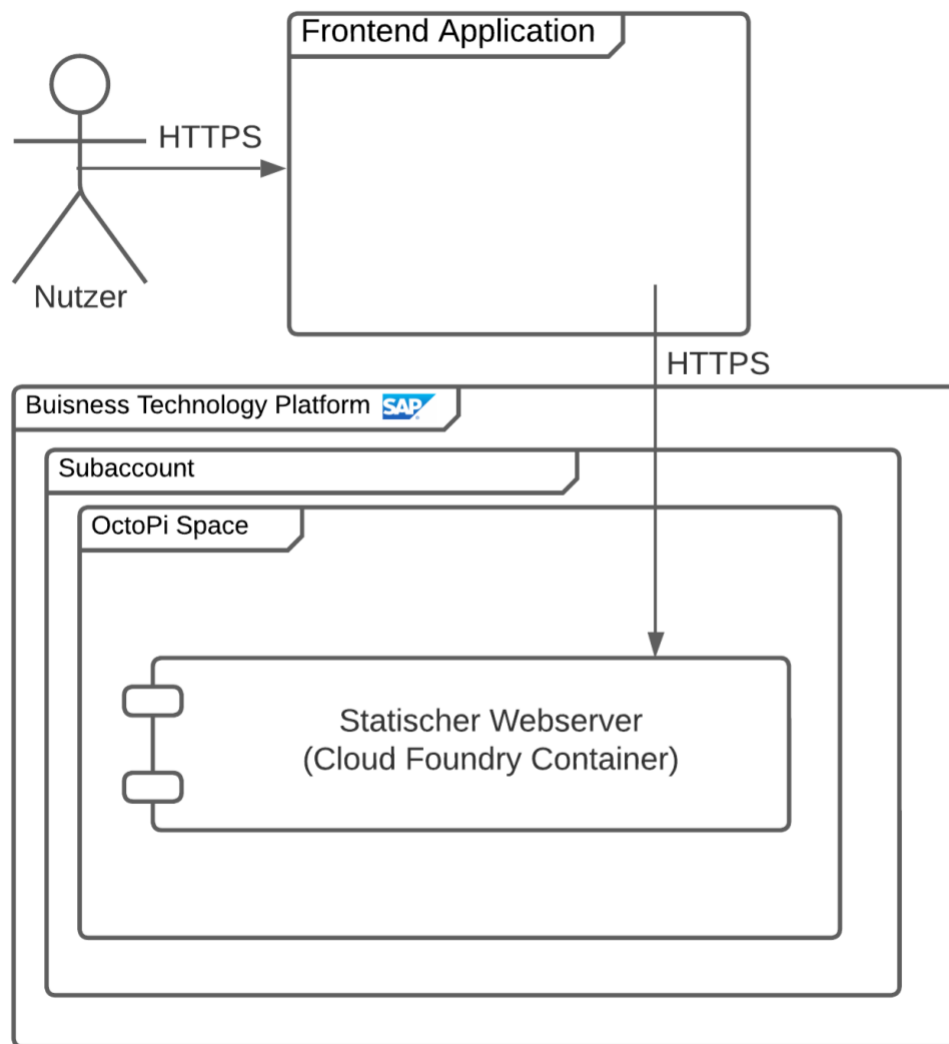 Frontend Application
HTTPS
Nutzer
HTTPS
Buisness Technology Platform SAP
Subaccount
OctoPi Space
Statischer Webserver
(Cloud Foundry Container)